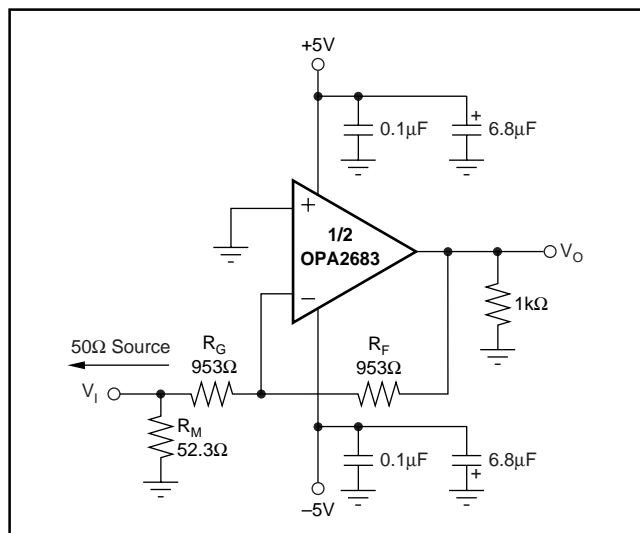 +5V
+
0.1µF
6.8µF
+
1/2
OPA2683
–
V_O
1kΩ
50Ω Source
R_G
953Ω
R_F
953Ω
V_I
R_M
52.3Ω
0.1µF
6.8µF
+
–5V